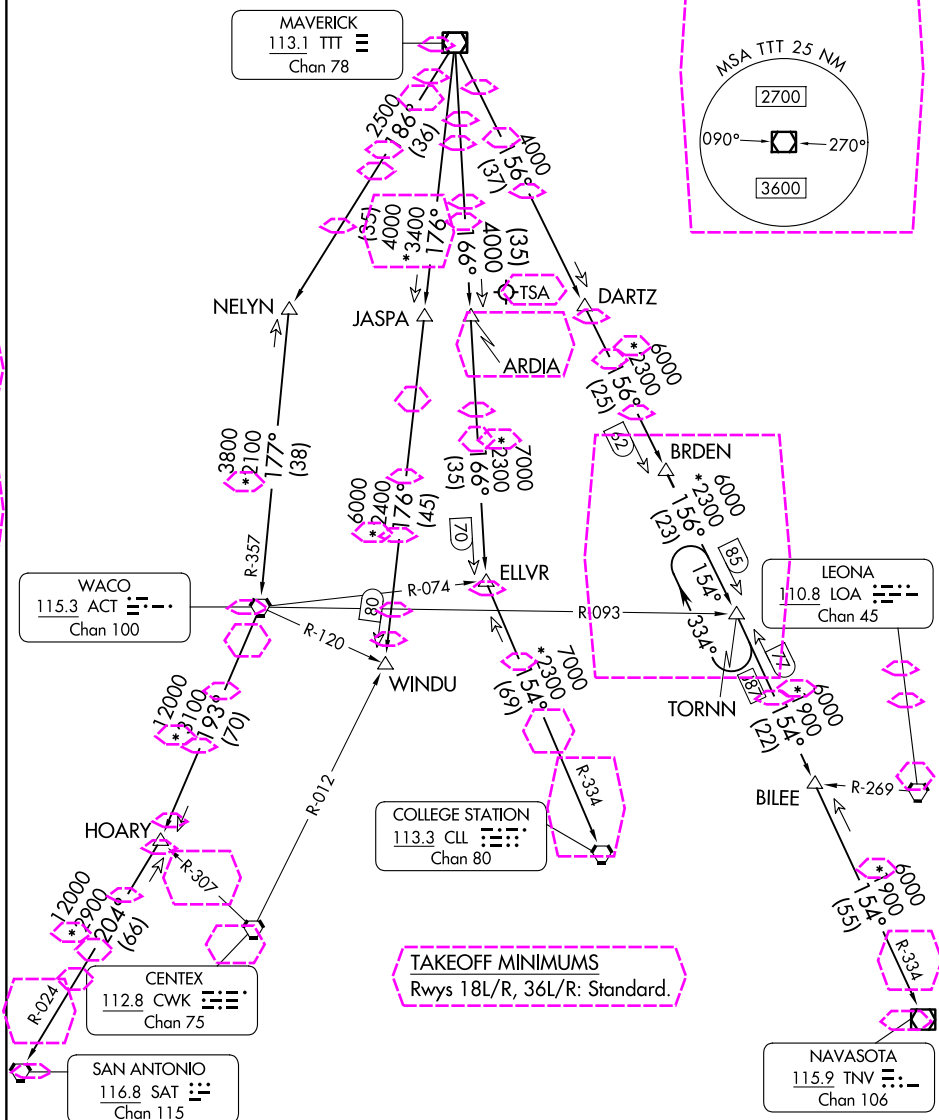 MAVERICK
113.1 TTT
Chan 78
MSA TTT 25 NM
2700
090°
270°
3600
2500
186°
(36)
(35)
4000
*3400
176°
166°
4000
(35)
4000
156°
(37)
TSA
NELYN
JASPA
ARDIA
DARTZ
6000
*2300
156°
(25)
62
BRDEN
3800
*2100
177°
(38)
6000
*2400
176°
(45)
7000
*2300
166°
(35)
70
6000
*2300
156°
(23)
85
154°
334°
R-357
WACO
115.3 ACT
Chan 100
R-074
ELLVR
R-093
R-120
80
WINDU
LEONA
110.8 LOA
Chan 45
77
87
TORNN
12000
*3100
193°
(70)
7000
*2300
154°
(69)
6000
*1900
154°
(22)
R-012
R-334
BILEE
R-269
HOARY
COLLEGE STATION
113.3 CLL
Chan 80
R-307
12000
*2900
204°
(66)
6000
*1900
154°
(55)
R-334
R-024
CENTEX
112.8 CWK
Chan 75
TAKEOFF MINIMUMS
Rwys 18L/R, 36L/R: Standard.
SAN ANTONIO
116.8 SAT
Chan 115
NAVASOTA
115.9 TNV
Chan 106